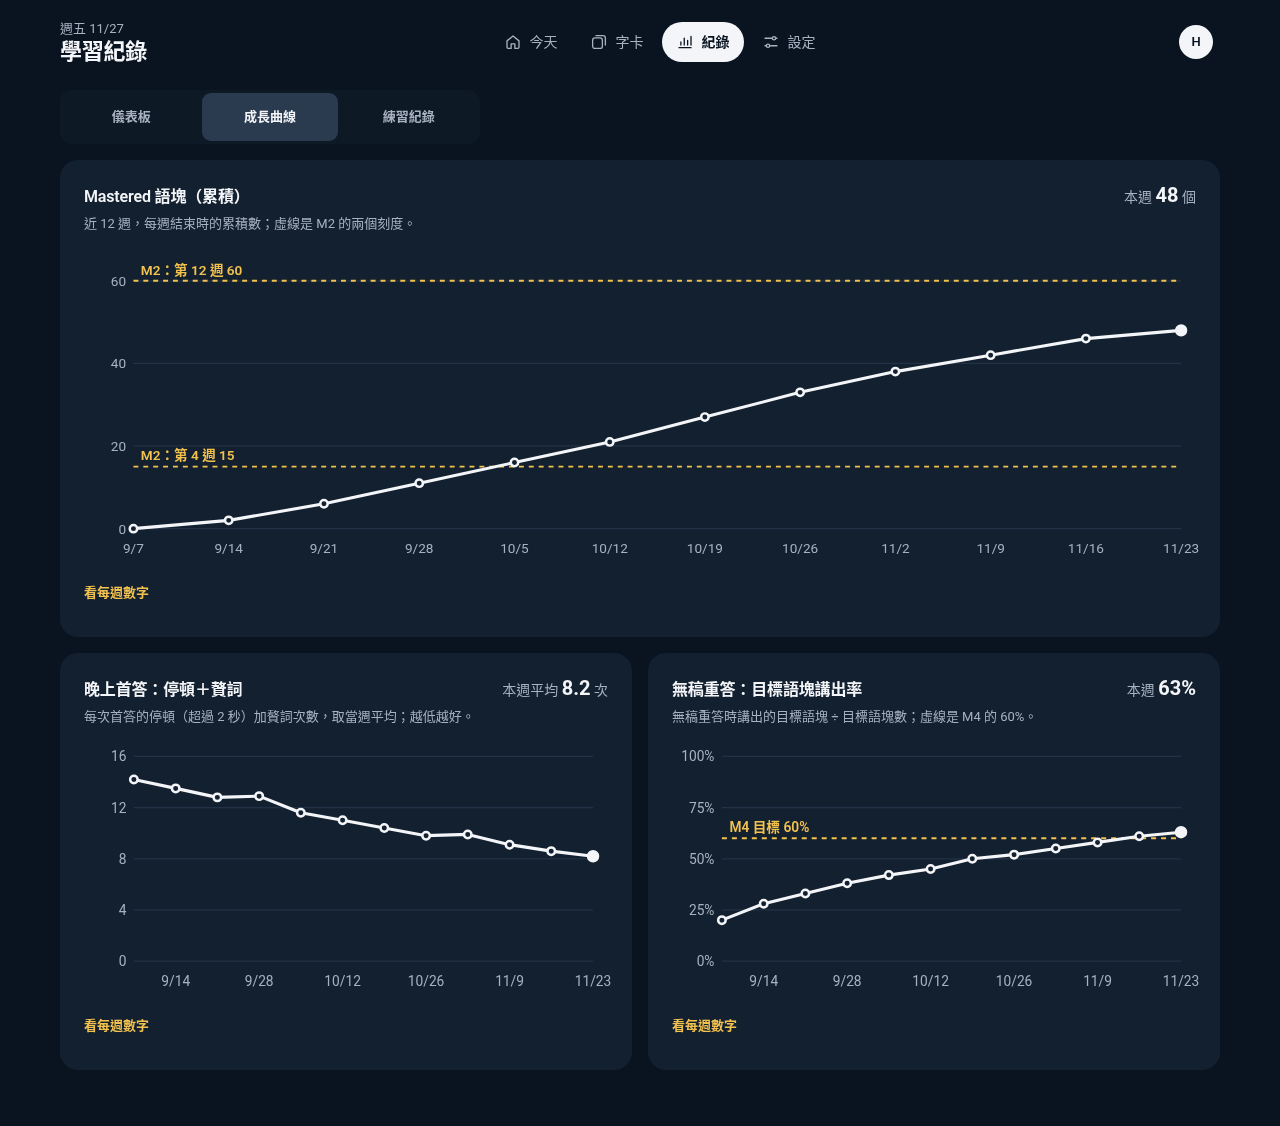 週五 11/27
學習紀錄
今天
字卡
紀錄
設定
H
儀表板
成長曲線
練習紀錄
Mastered 語塊（累積）
本週 48 個
近 12 週，每週結束時的累積數；虛線是 M2 的兩個刻度。
M2：第 12 週 60
60
40
20
M2：第 4 週 15
0
9/7 9/14 9/21 9/28 10/5 10/12 10/19 10/26 11/2 11/9 11/16 11/23
看每週數字
晚上首答：停頓＋贅詞
本週平均 8.2 次
每次首答的停頓（超過 2 秒）加贅詞次數，取當週平均；越低越好。
16
12
8
4
0
9/14 9/28 10/12 10/26 11/9 11/23
看每週數字
無稿重答：目標語塊講出率
本週 63%
無稿重答時講出的目標語塊 ÷ 目標語塊數；虛線是 M4 的 60%。
100%
75%
M4 目標 60%
50%
25%
0%
9/14 9/28 10/12 10/26 11/9 11/23
看每週數字